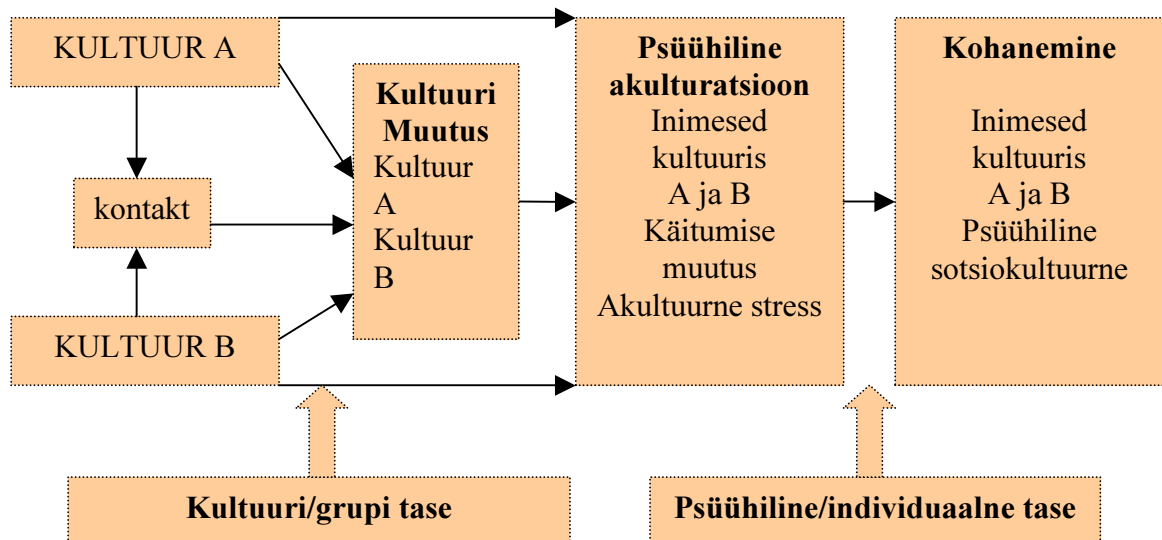 KULTUUR A
kontakt
KULTUUR B
Kultuuri
Muutus
Kultuur
A
Kultuur
B
Psüühiline
akulturatsioon
Inimesed
kultuuris
A ja B
Käitumise
muutus
Akultuurne stress
Kohanemine
Inimesed
kultuuris
A ja B
Psüühiline
sotsiokultuurne
Kultuuri/grupi tase
Psüühiline/individuaalne tase